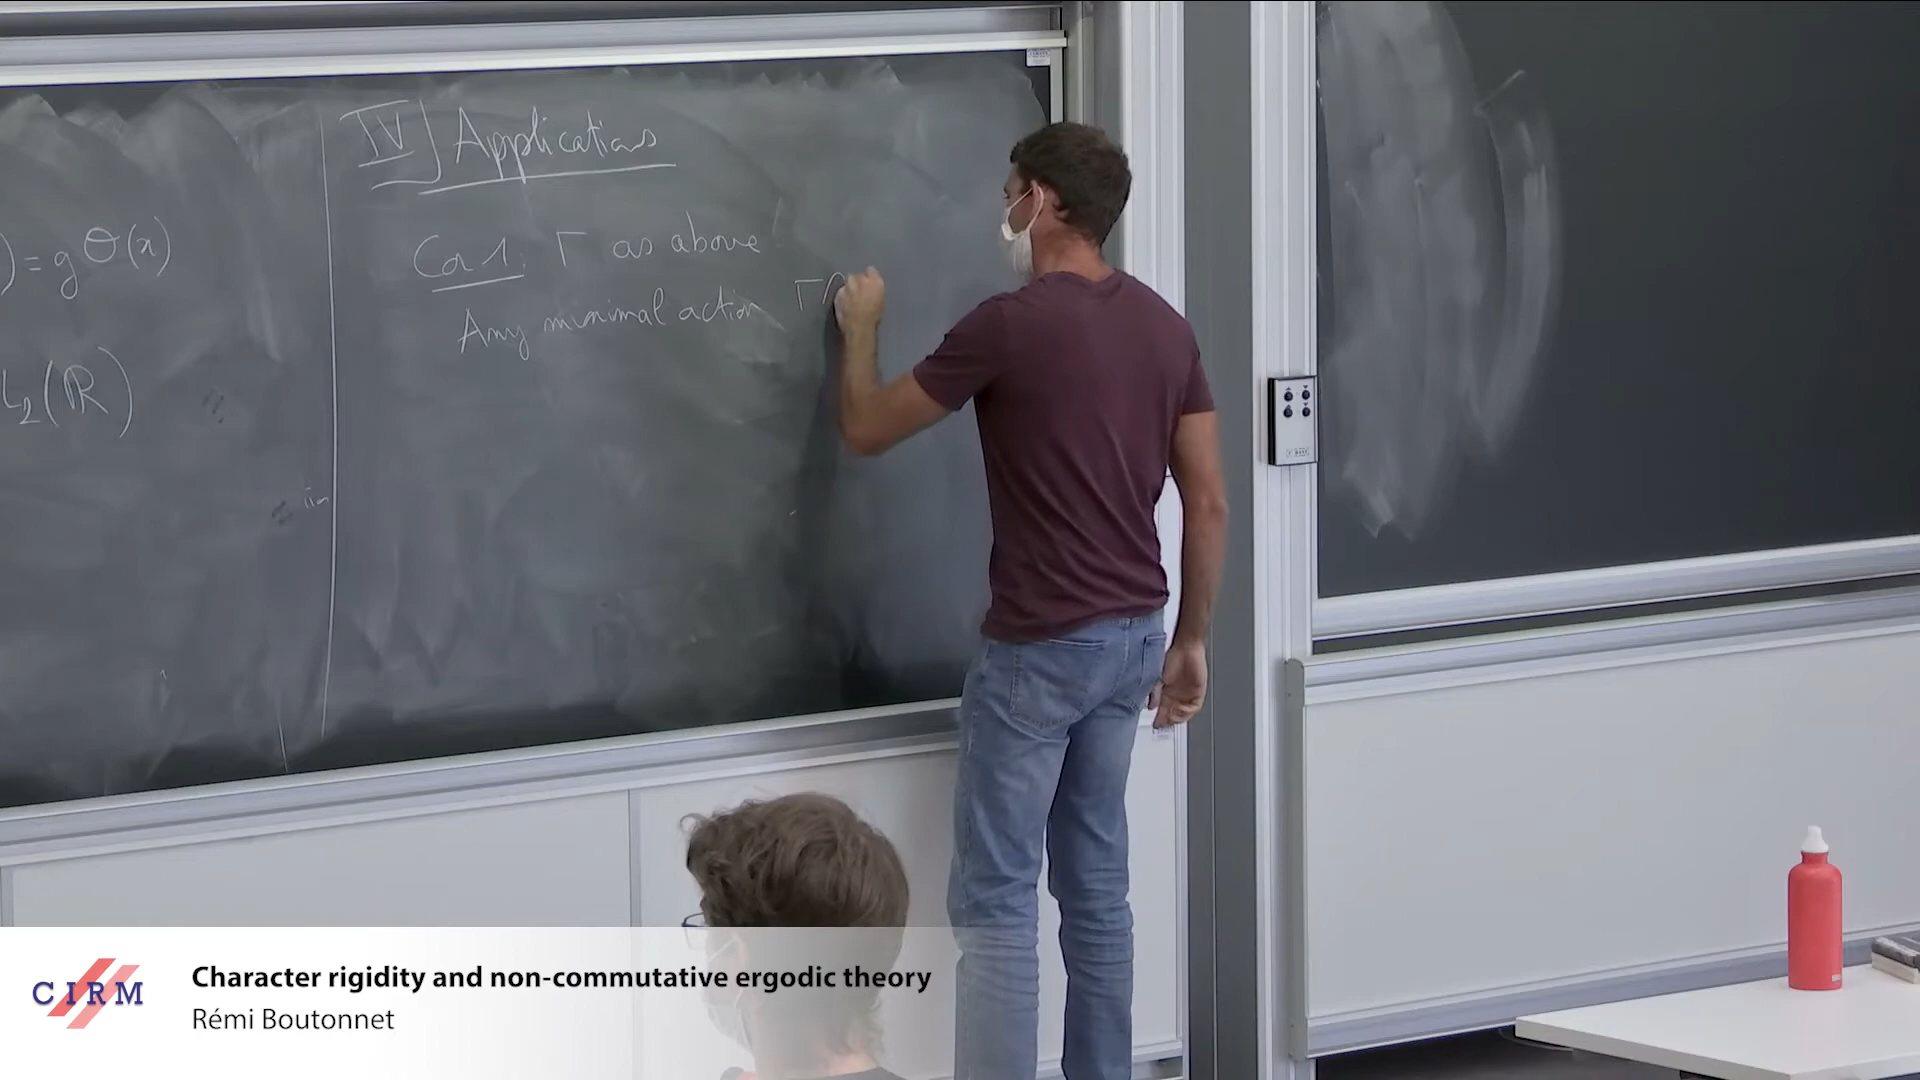 ) = g Θ(x)
L₂(ℝ)
IV] Applications
Co 1: Γ as above!
Any minimal action Γ
CIRM
Character rigidity and non-commutative ergodic theory
Rémi Boutonnet